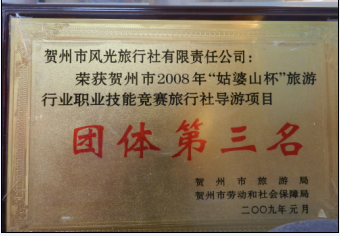 贺州市风光旅行社有限责任公司：
荣获贺州市2008年“姑婆山杯”旅游
行业职业技能竞赛旅行社导游项目
团体第三名
贺州市旅游局
贺州市劳动和社会保障局
二〇〇九年元月